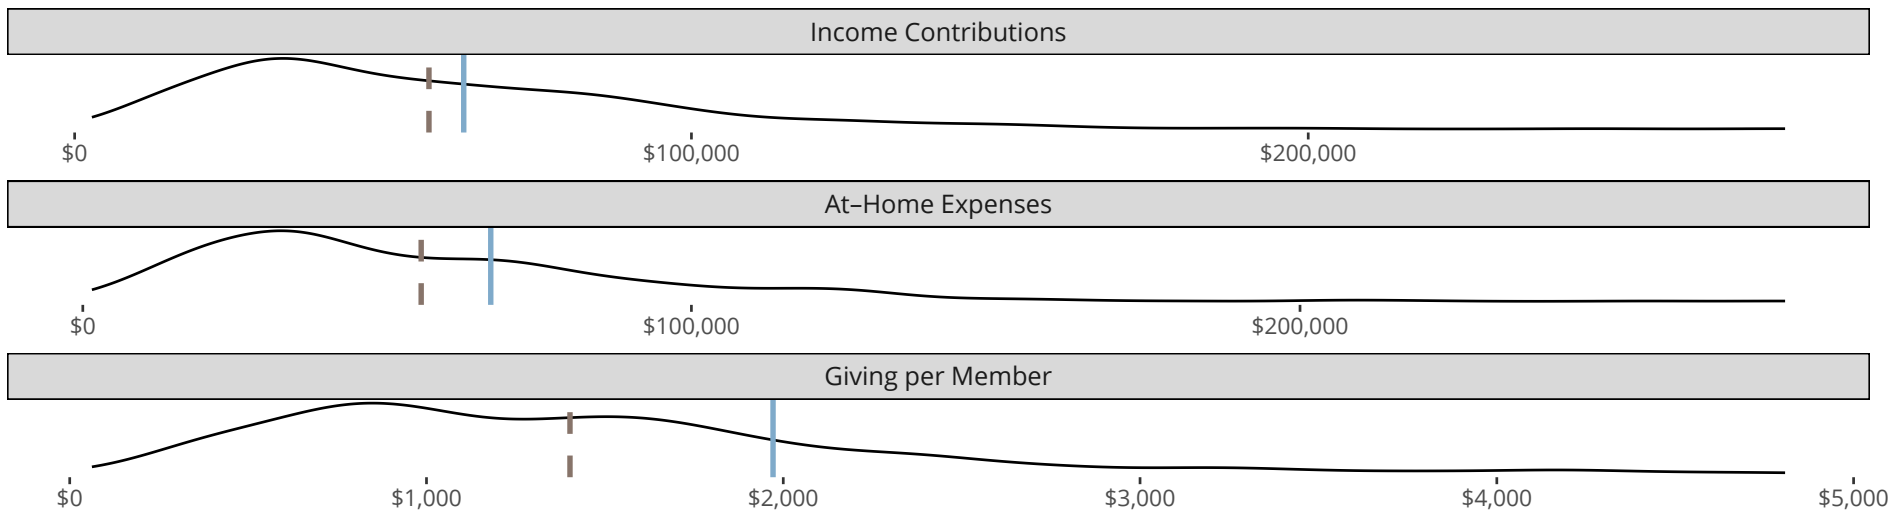 Income Contributions
$0 $100,000 $200,000
At–Home Expenses
$0 $100,000 $200,000
Giving per Member
$0 $1,000 $2,000 $3,000 $4,000 $5,000